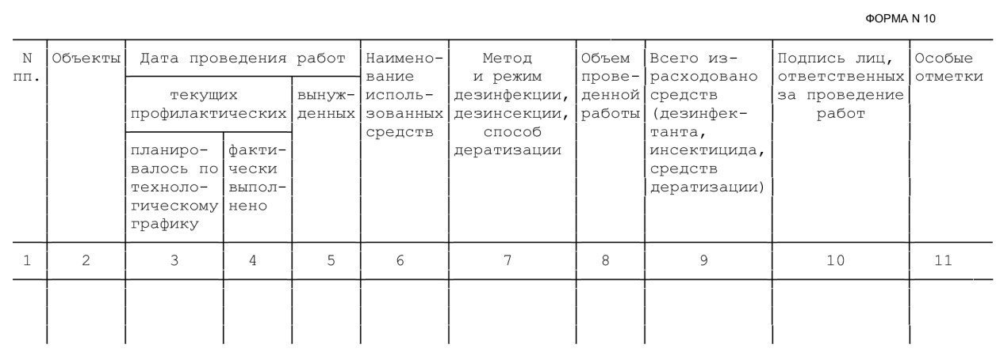 ФОРМА N 10
N Объекты Дата проведения работ Наимено- Метод Объем Всего из- Подпись лиц, Особые
пп. вание и режим прове- расходовано ответственных отметки
текущих вынуж- исполь- дезинфекции, денной средств за проведение
профилактических денных зованных дезинсекции, работы (дезинфек- работ
средств способ танта,
планиро- факти- дератизации инсектицида,
валось по чески средств
техноло- выпол- дератизации)
гическому нено
графику
1 2 3 4 5 6 7 8 9 10 11